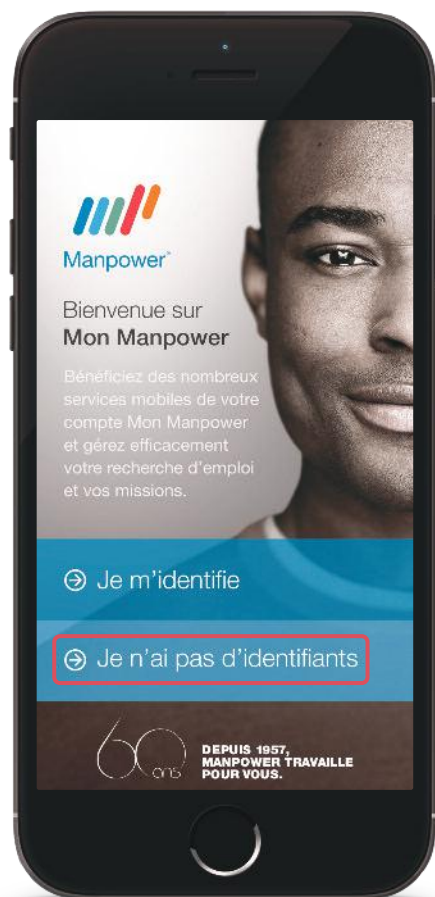 Manpower™
Bienvenue sur
Mon Manpower
Bénéficiez des nombreux
services mobiles de votre
compte Mon Manpower
et gérez efficacement
votre recherche d'emploi
et vos missions.
Je m'identifie
Je n'ai pas d'identifiants
60 ans
DEPUIS 1957,
MANPOWER TRAVAILLE
POUR VOUS.